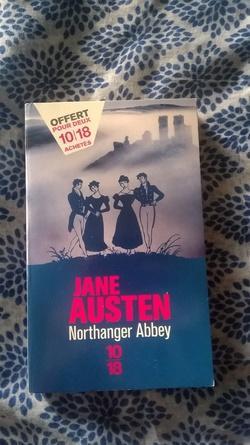 OFFERT
POUR DEUX
10|18
ACHETÉS
JANE
AUSTEN
Northanger Abbey
10
18